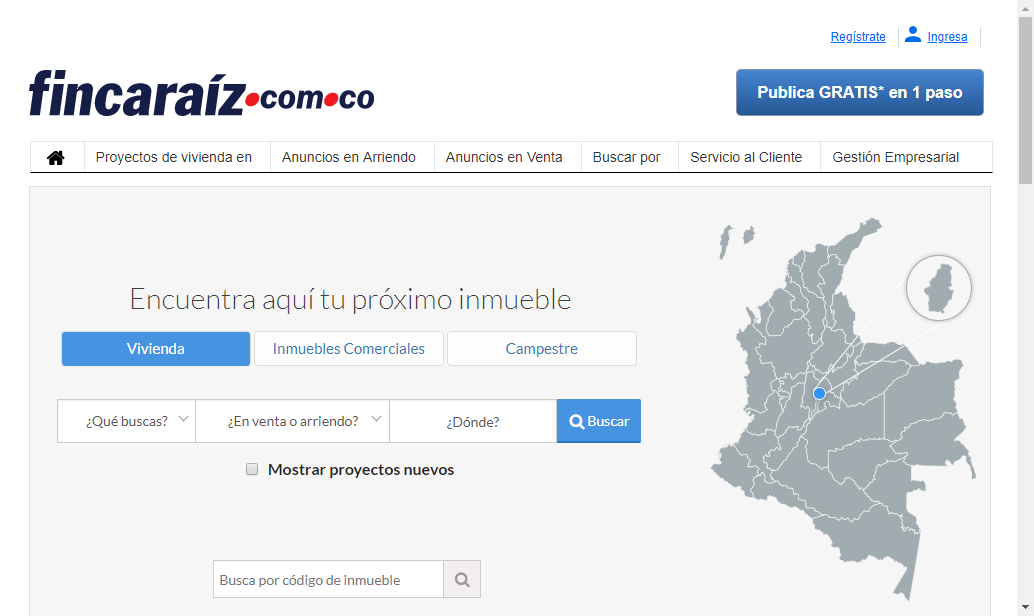 Regístrate Ingresa
fincaraíz.com.co
Publica GRATIS* en 1 paso
Proyectos de vivienda en Anuncios en Arriendo Anuncios en Venta Buscar por Servicio al Cliente Gestión Empresarial
Encuentra aquí tu próximo inmueble
Vivienda Inmuebles Comerciales Campestre
¿Qué buscas? ¿En venta o arriendo? ¿Dónde? Buscar
Mostrar proyectos nuevos
Busca por código de inmueble